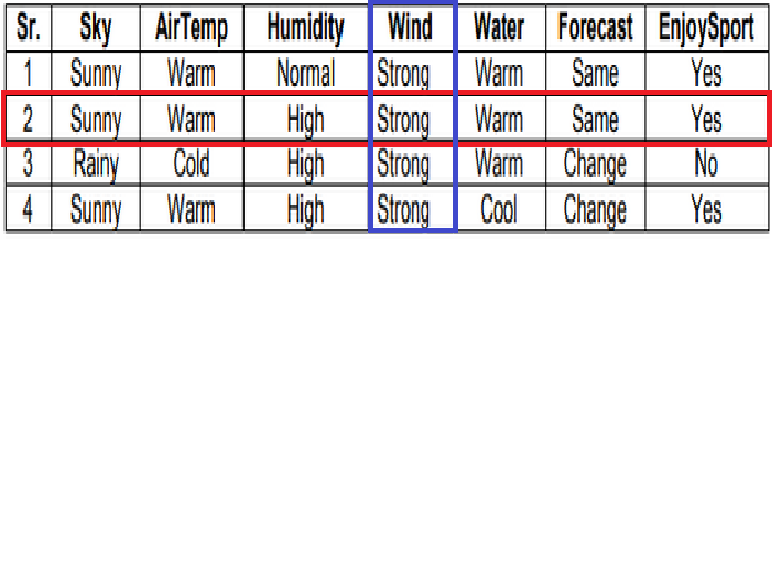 Sr. Sky AirTemp Humidity Wind Water Forecast EnjoySport
1 Sunny Warm Normal Strong Warm Same Yes
2 Sunny Warm High Strong Warm Same Yes
3 Rainy Cold High Strong Warm Change No
4 Sunny Warm High Strong Cool Change Yes